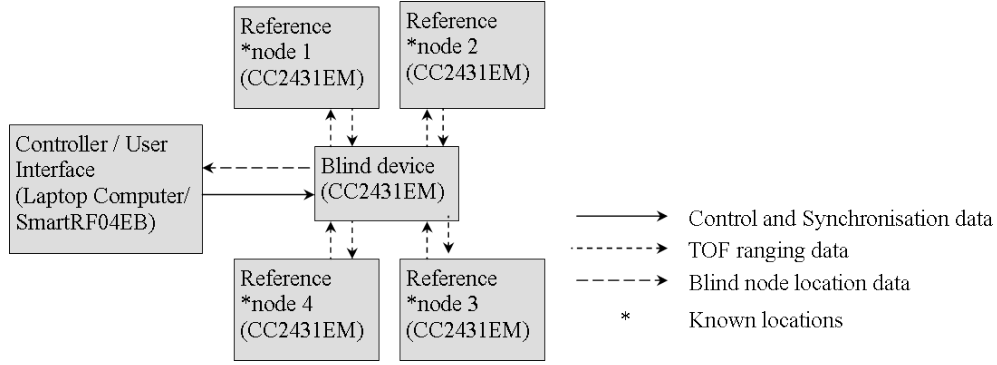 Reference
*node 1
(CC2431EM)
Reference
*node 2
(CC2431EM)
Controller / User
Interface
(Laptop Computer/
SmartRF04EB)
Blind device
(CC2431EM)
Reference
*node 4
(CC2431EM)
Reference
*node 3
(CC2431EM)
Control and Synchronisation data
TOF ranging data
Blind node location data
* Known locations